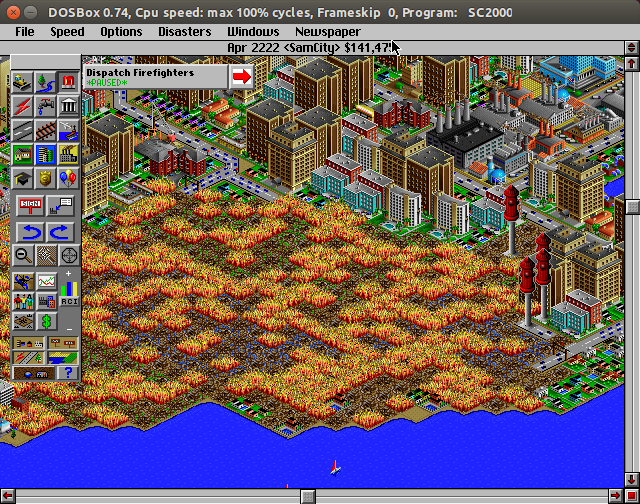 DOSBox 0.74, Cpu speed: max 100% cycles, Frameskip 0, Program: SC2000
File Speed Options Disasters Windows Newspaper
Apr 2222 <SamCity> $141,475
Dispatch Firefighters
*PAUSED*
SIGN
+
RCI
−
?